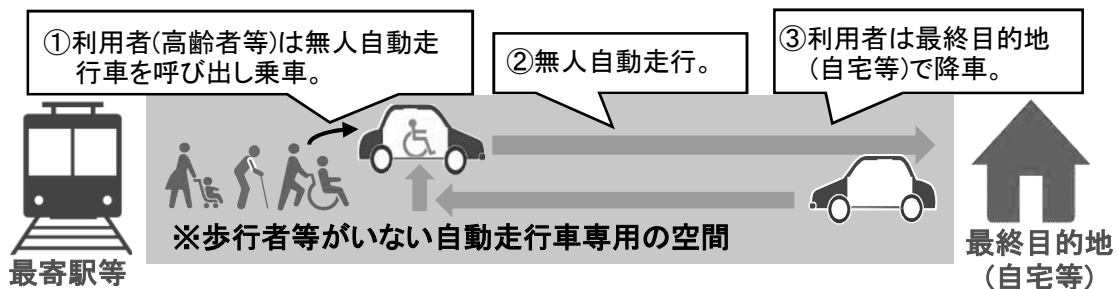 ①利用者(高齢者等)は無人自動走
行車を呼び出し乗車。
②無人自動走行。
③利用者は最終目的地
(自宅等)で降車。
※歩行者等がいない自動走行車専用の空間
最寄駅等
最終目的地
(自宅等)